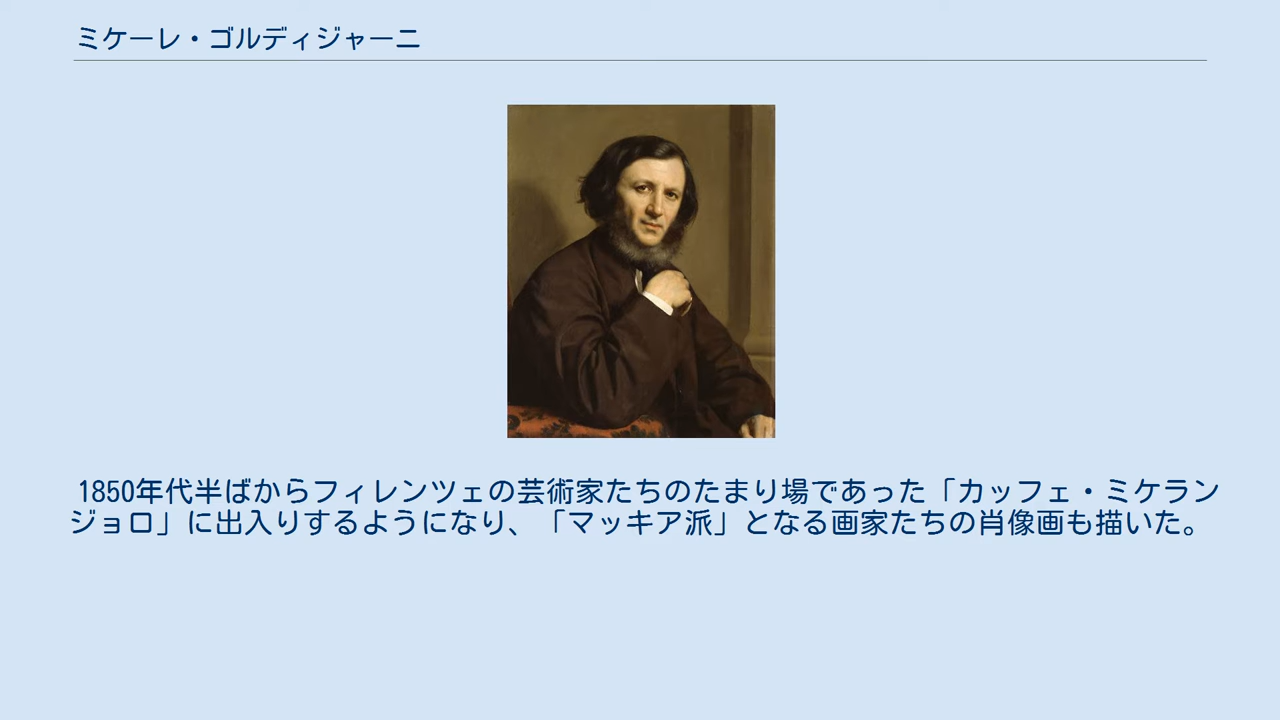 ミケーレ・ゴルディジャーニ
1850年代半ばからフィレンツェの芸術家たちのたまり場であった「カッフェ・ミケラン
ジョロ」に出入りするようになり、「マッキア派」となる画家たちの肖像画も描いた。